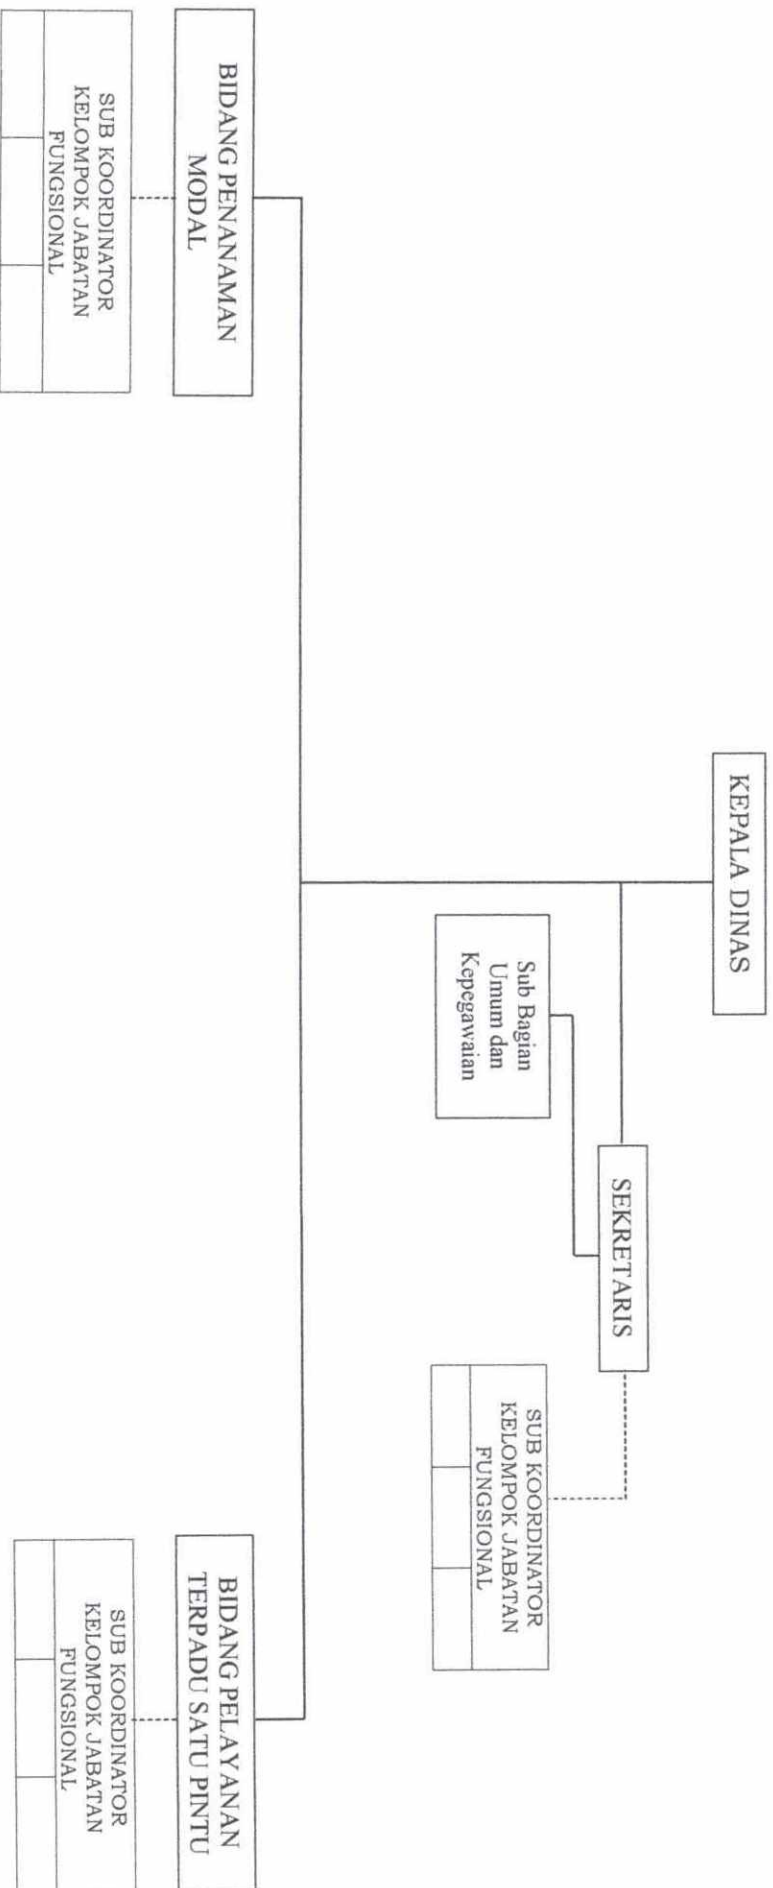 KEPALA DINAS
SEKRETARIS
Sub Bagian
Umum dan
Kepegawaian
SUB KOORDINATOR
KELOMPOK JABATAN
FUNGSIONAL
BIDANG PENANAMAN
MODAL
SUB KOORDINATOR
KELOMPOK JABATAN
FUNGSIONAL
BIDANG PELAYANAN
TERPADU SATU PINTU
SUB KOORDINATOR
KELOMPOK JABATAN
FUNGSIONAL